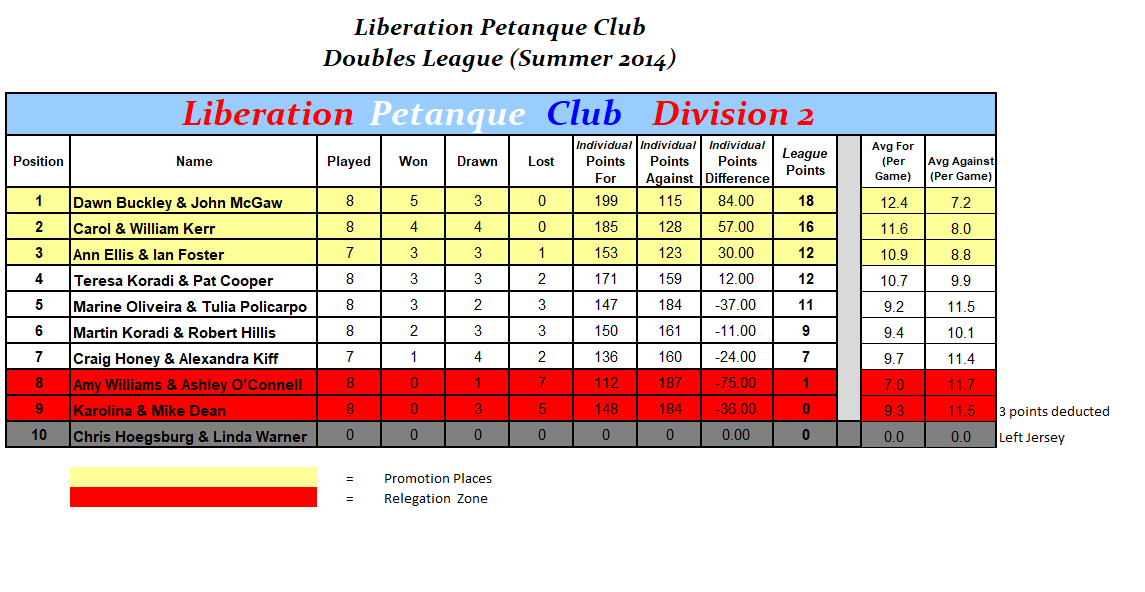 Liberation Petanque Club
Doubles League (Summer 2014)
Liberation Petanque Club Division 2
Position Name Played Won Drawn Lost Individual Points For Individual Points Against Individual Points Difference League Points Avg For (Per Game) Avg Against (Per Game)
1 Dawn Buckley & John McGaw 8 5 3 0 199 115 84.00 18 12.4 7.2
2 Carol & William Kerr 8 4 4 0 185 128 57.00 16 11.6 8.0
3 Ann Ellis & Ian Foster 7 3 3 1 153 123 30.00 12 10.9 8.8
4 Teresa Koradi & Pat Cooper 8 3 3 2 171 159 12.00 12 10.7 9.9
5 Marine Oliveira & Tulia Policarpo 8 3 2 3 147 184 -37.00 11 9.2 11.5
6 Martin Koradi & Robert Hillis 8 2 3 3 150 161 -11.00 9 9.4 10.1
7 Craig Honey & Alexandra Kiff 7 1 4 2 136 160 -24.00 7 9.7 11.4
8 Amy Williams & Ashley O'Connell 8 0 1 7 112 187 -75.00 1 7.0 11.7
9 Karolina & Mike Dean 8 0 3 5 148 184 -36.00 0 9.3 11.5 3 points deducted
10 Chris Hoegsburg & Linda Warner 0 0 0 0 0 0 0.00 0 0.0 0.0 Left Jersey
= Promotion Places
= Relegation Zone